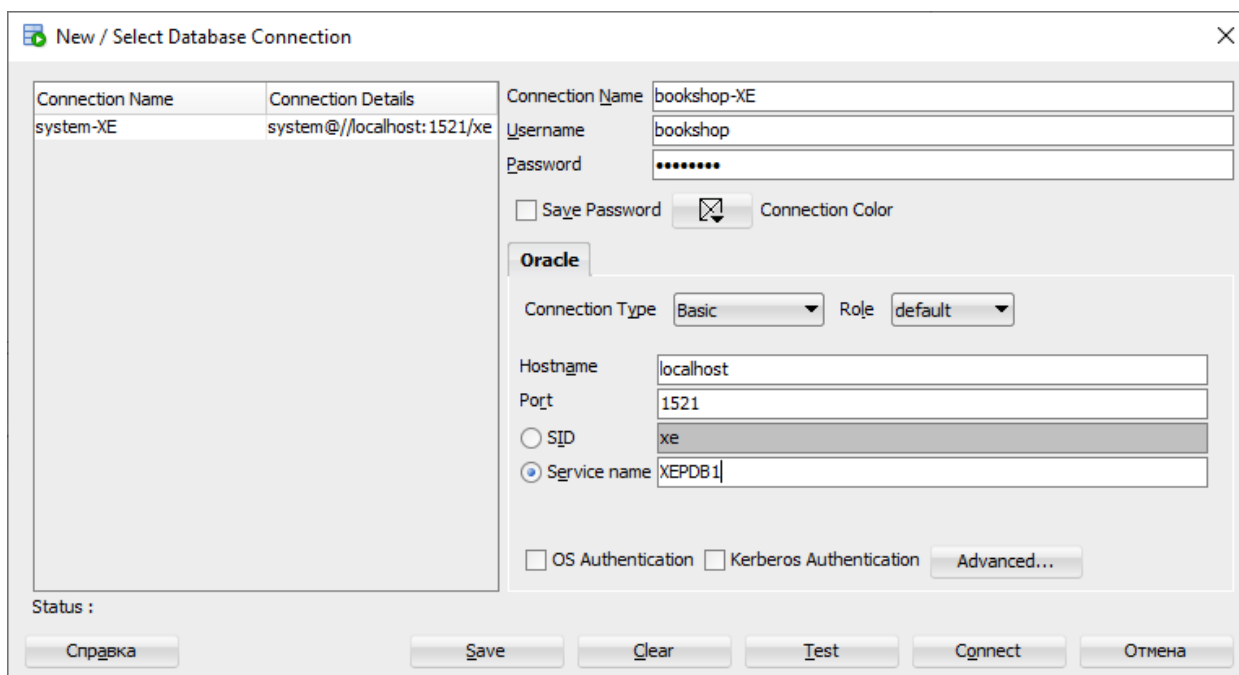 New / Select Database Connection
Connection Name Connection Details
system-XE system@//localhost:1521/xe
Connection Name bookshop-XE
Username bookshop
Password ••••••••
Save Password Connection Color
Oracle
Connection Type Basic Role default
Hostname localhost
Port 1521
SID xe
Service name XEPDB1
OS Authentication Kerberos Authentication Advanced...
Status :
Справка Save Clear Test Connect Отмена